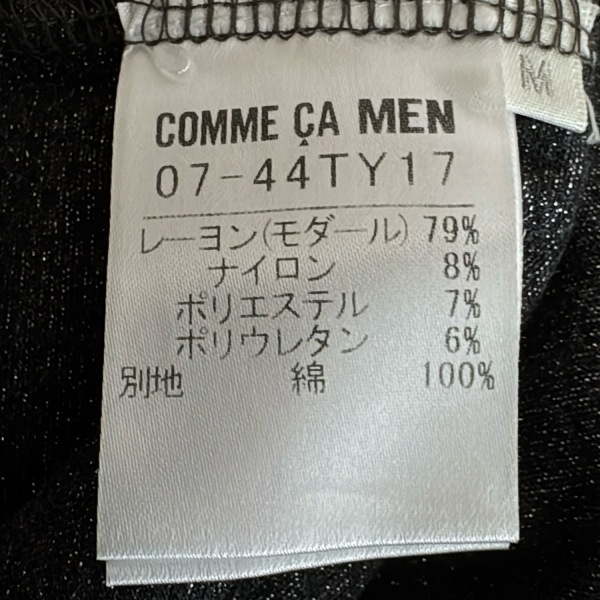 M
COMME ÇA MEN
07-44TY17
レーヨン(モダール) 79%
ナイロン 8%
ポリエステル 7%
ポリウレタン 6%
別地 綿 100%